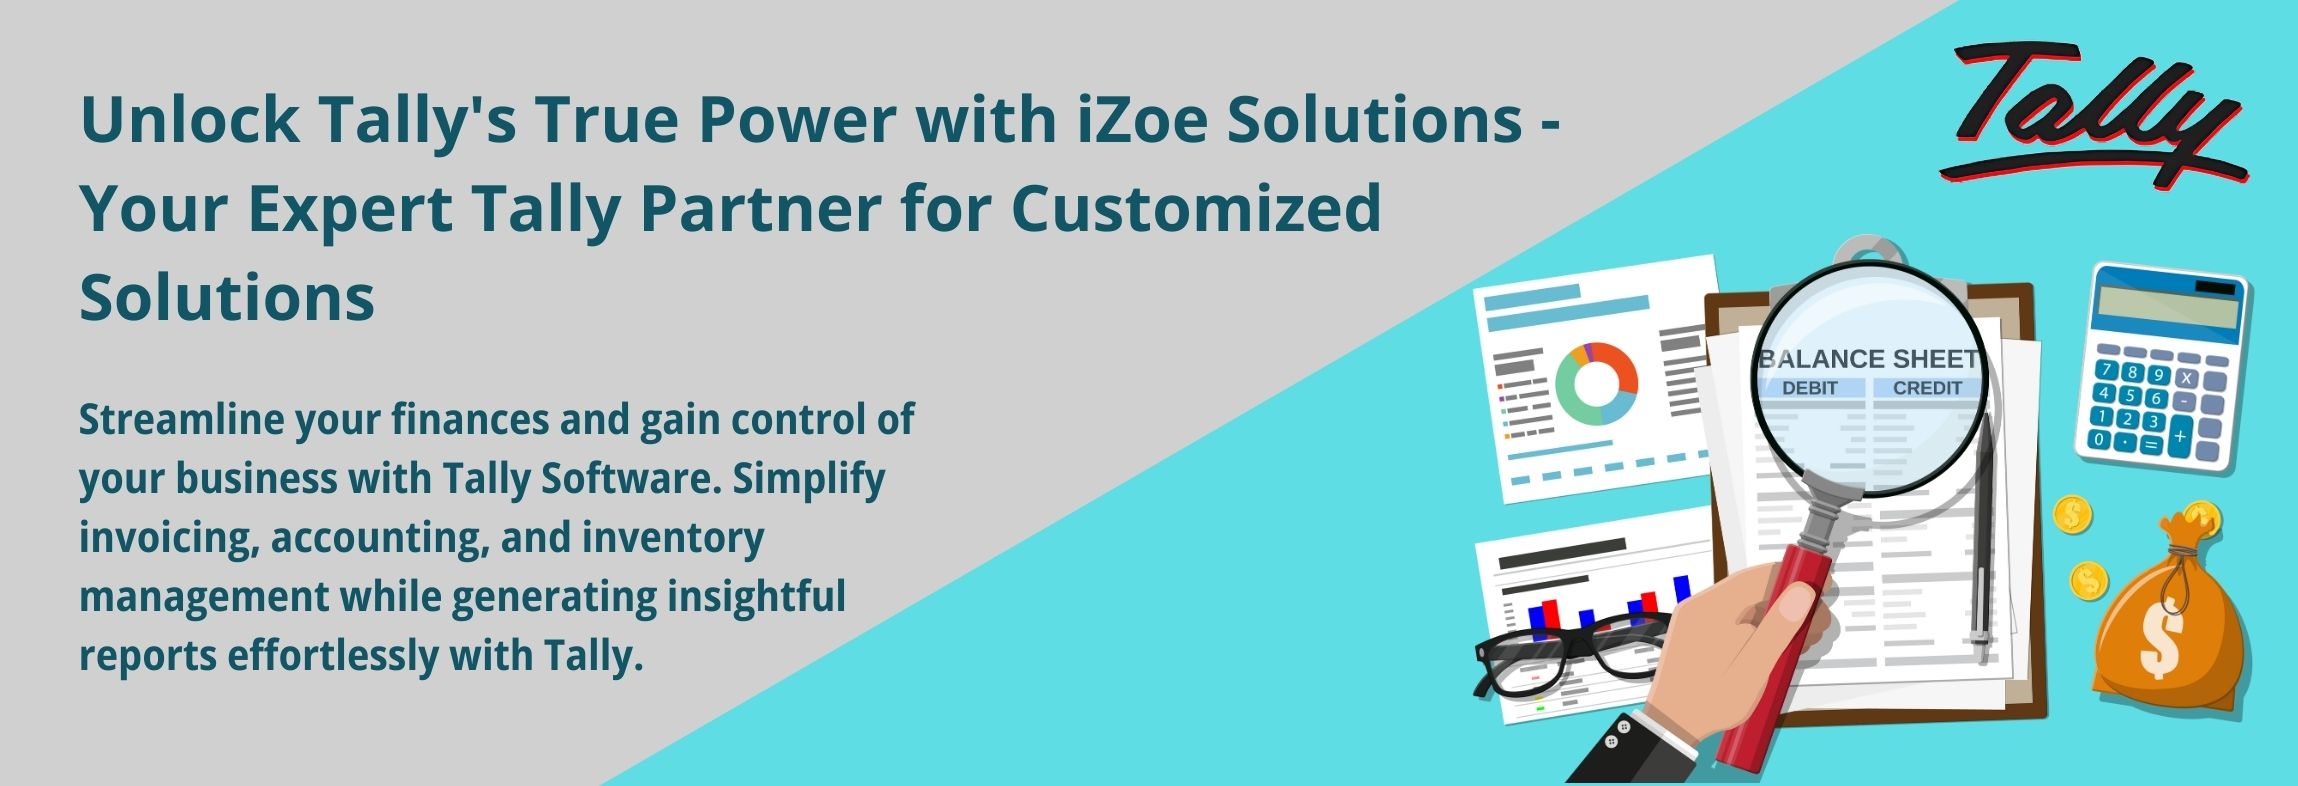 Unlock Tally's True Power with iZoe Solutions -
Your Expert Tally Partner for Customized
Solutions
Streamline your finances and gain control of
your business with Tally Software. Simplify
invoicing, accounting, and inventory
management while generating insightful
reports effortlessly with Tally.
Tally
BALANCE SHEET
DEBIT CREDIT
7 8 9 X
4 5 6 -
1 2 3 +
0 · =
$
$
$
$